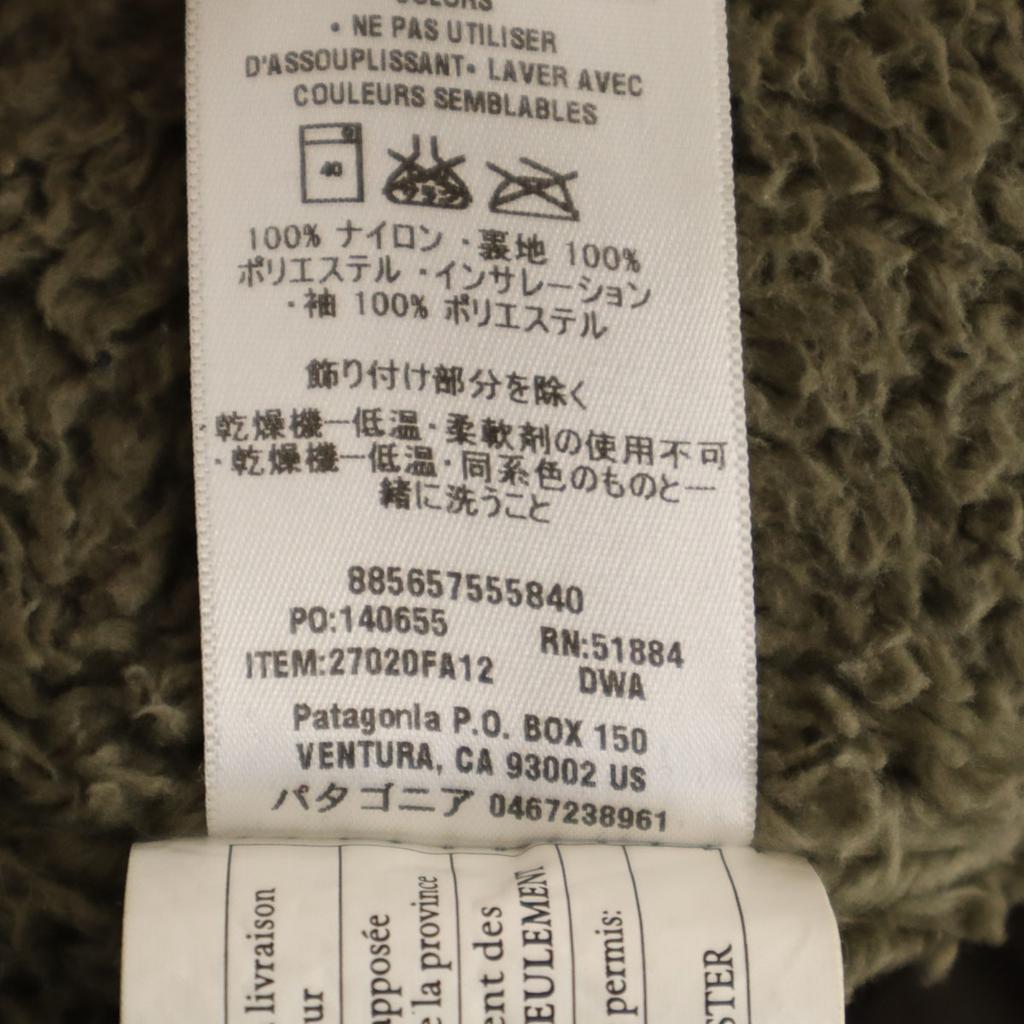 COLORS
• NE PAS UTILISER
D'ASSOUPLISSANT• LAVER AVEC
COULEURS SEMBLABLES
40
100% ナイロン ・裏地 100%
ポリエステル ・インサレーション
・袖 100% ポリエステル
飾り付け部分を除く
・乾燥機ー低温・柔軟剤の使用不可
・乾燥機ー低温・同系色のものと一
緒に洗うこと
885657555840
PO:140655
RN:51884
ITEM:27020FA12
DWA
Patagonia P.O. BOX 150
VENTURA, CA 93002 US
パタゴニア 0467238961
livraison
ur
apposée
e la province
ent des
EULEMENT
permis:
STER